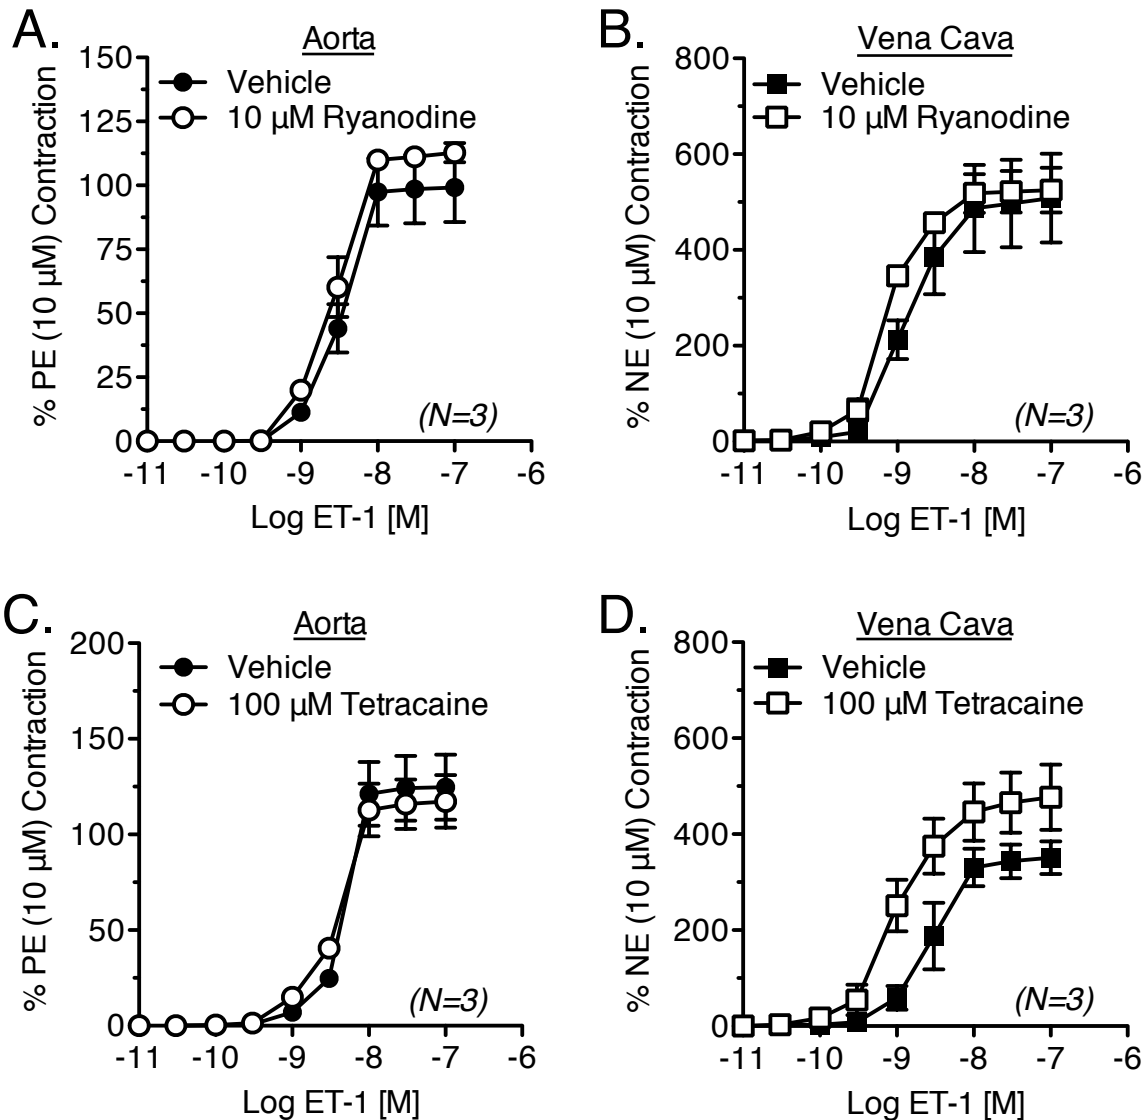 A.
Aorta
Vehicle
10 µM Ryanodine
% PE (10 µM) Contraction
150
125
100
75
50
25
0
(N=3)
-11 -10 -9 -8 -7 -6
Log ET-1 [M]
B.
Vena Cava
Vehicle
10 µM Ryanodine
% NE (10 µM) Contraction
800
600
400
200
0
(N=3)
-11 -10 -9 -8 -7 -6
Log ET-1 [M]
C.
Aorta
Vehicle
100 µM Tetracaine
% PE (10 µM) Contraction
200
150
100
50
0
(N=3)
-11 -10 -9 -8 -7 -6
Log ET-1 [M]
D.
Vena Cava
Vehicle
100 µM Tetracaine
% NE (10 µM) Contraction
800
600
400
200
0
(N=3)
-11 -10 -9 -8 -7 -6
Log ET-1 [M]